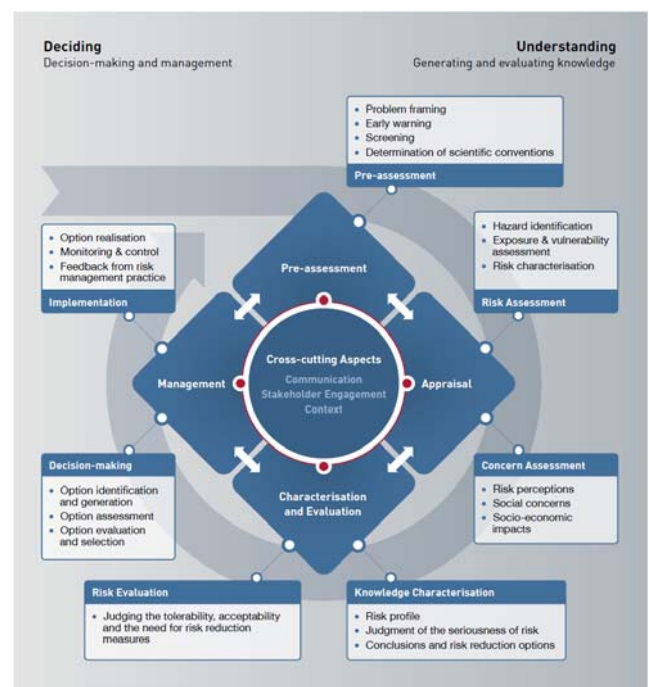 Deciding
Decision-making and management
Understanding
Generating and evaluating knowledge
• Problem framing
• Early warning
• Screening
• Determination of scientific conventions
Pre-assessment
• Option realisation
• Monitoring & control
• Feedback from risk
management practice
Implementation
• Hazard identification
• Exposure & vulnerability
assessment
• Risk characterisation
Risk Assessment
Pre-assessment
Cross-cutting Aspects
Communication
Stakeholder Engagement
Context
Management
Appraisal
Characterisation
and Evaluation
Decision-making
• Option identification
and generation
• Option assessment
• Option evaluation
and selection
Concern Assessment
• Risk perceptions
• Social concerns
• Socio-economic
impacts
Risk Evaluation
• Judging the tolerability, acceptability
and the need for risk reduction
measures
Knowledge Characterisation
• Risk profile
• Judgment of the seriousness of risk
• Conclusions and risk reduction options